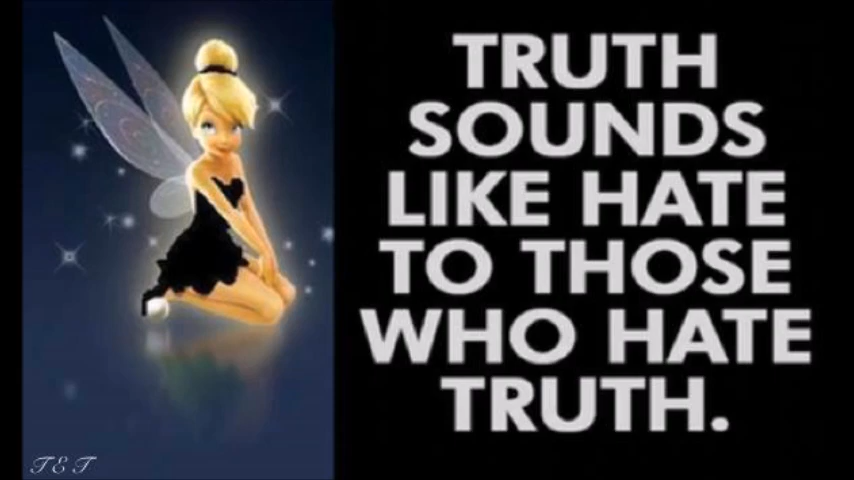 TRUTH
SOUNDS
LIKE HATE
TO THOSE
WHO HATE
TRUTH.
T&T